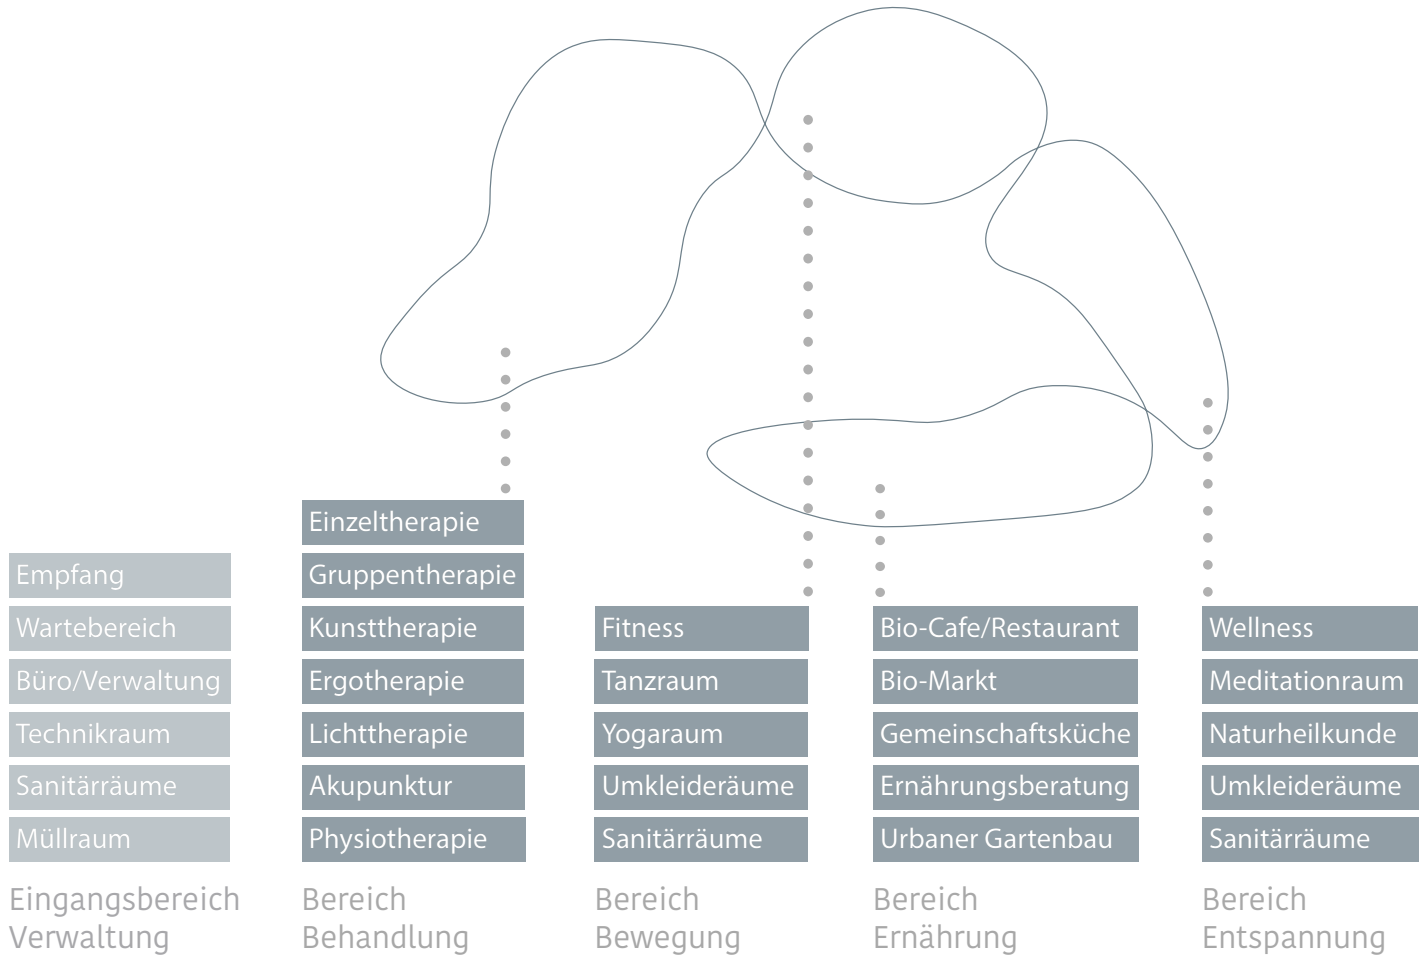 Empfang
Wartebereich
Büro/Verwaltung
Technikraum
Sanitärräume
Müllraum
Eingangsbereich
Verwaltung
Einzeltherapie
Gruppentherapie
Kunsttherapie
Ergotherapie
Lichttherapie
Akupunktur
Physiotherapie
Bereich
Behandlung
Fitness
Tanzraum
Yogaraum
Umkleideräume
Sanitärräume
Bereich
Bewegung
Bio-Cafe/Restaurant
Bio-Markt
Gemeinschaftsküche
Ernährungsberatung
Urbaner Gartenbau
Bereich
Ernährung
Wellness
Meditationraum
Naturheilkunde
Umkleideräume
Sanitärräume
Bereich
Entspannung